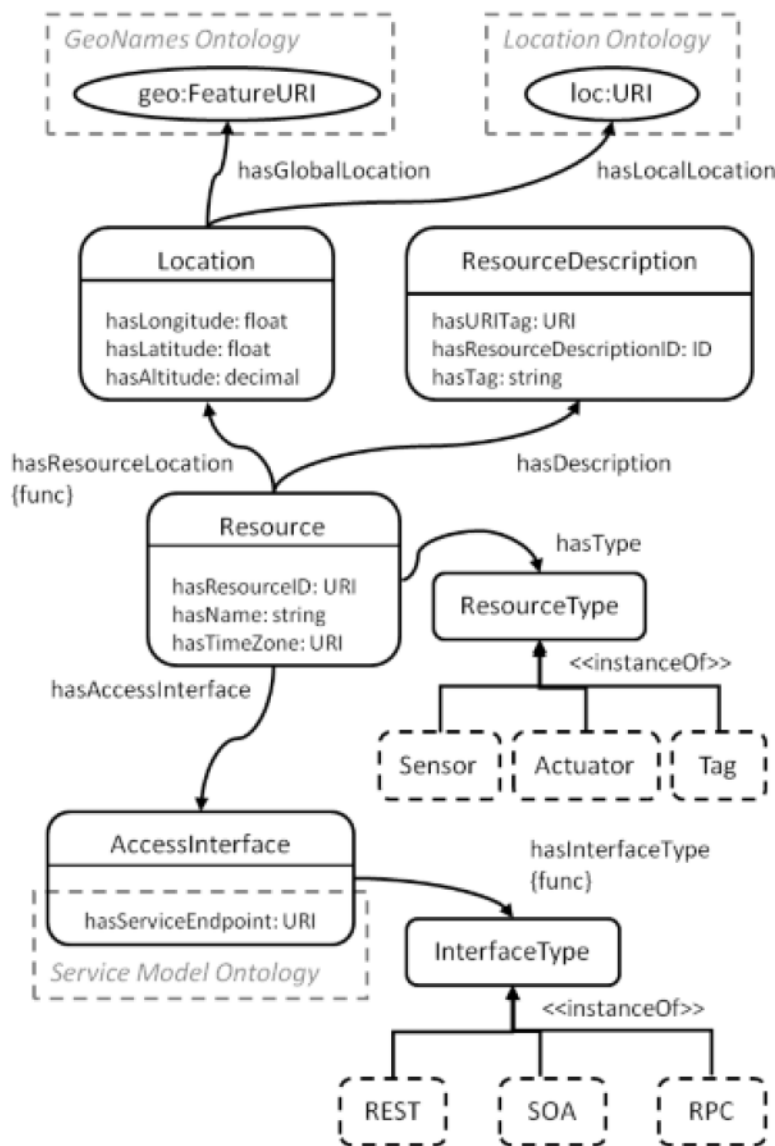 GeoNames Ontology
Location Ontology
geo:FeatureURI
loc:URI
hasGlobalLocation
hasLocalLocation
Location
hasLongitude: float
hasLatitude: float
hasAltitude: decimal
ResourceDescription
hasURITag: URI
hasResourceDescriptionID: ID
hasTag: string
hasResourceLocation
{func}
hasDescription
Resource
hasResourceID: URI
hasName: string
hasTimeZone: URI
hasType
ResourceType
<<instanceOf>>
Sensor
Actuator
Tag
hasAccessInterface
AccessInterface
hasServiceEndpoint: URI
Service Model Ontology
hasInterfaceType
{func}
InterfaceType
<<instanceOf>>
REST
SOA
RPC